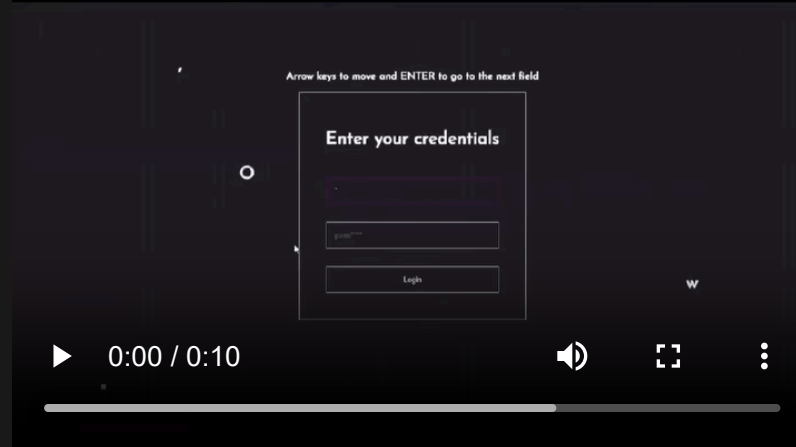 Arrow keys to move and ENTER to go to the next field
Enter your credentials
O
Login
w
0:00 / 0:10